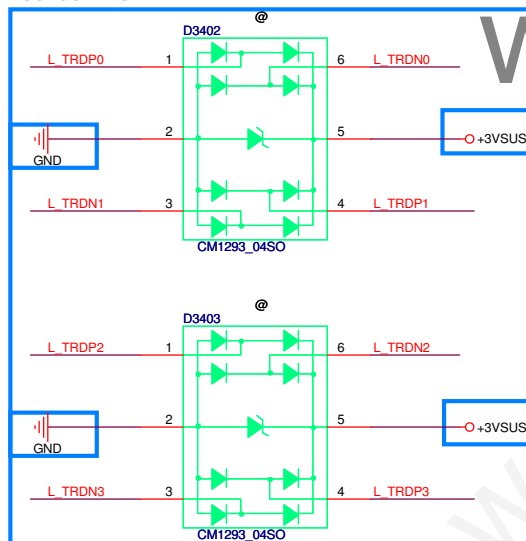 @
D3402
L_TRDP0 1 6 L_TRDN0
2 5 +3VSUS
GND
L_TRDN1 3 4 L_TRDP1
CM1293_04SO
@
D3403
L_TRDP2 1 6 L_TRDN2
2 5 +3VSUS
GND
L_TRDN3 3 4 L_TRDP3
CM1293_04SO